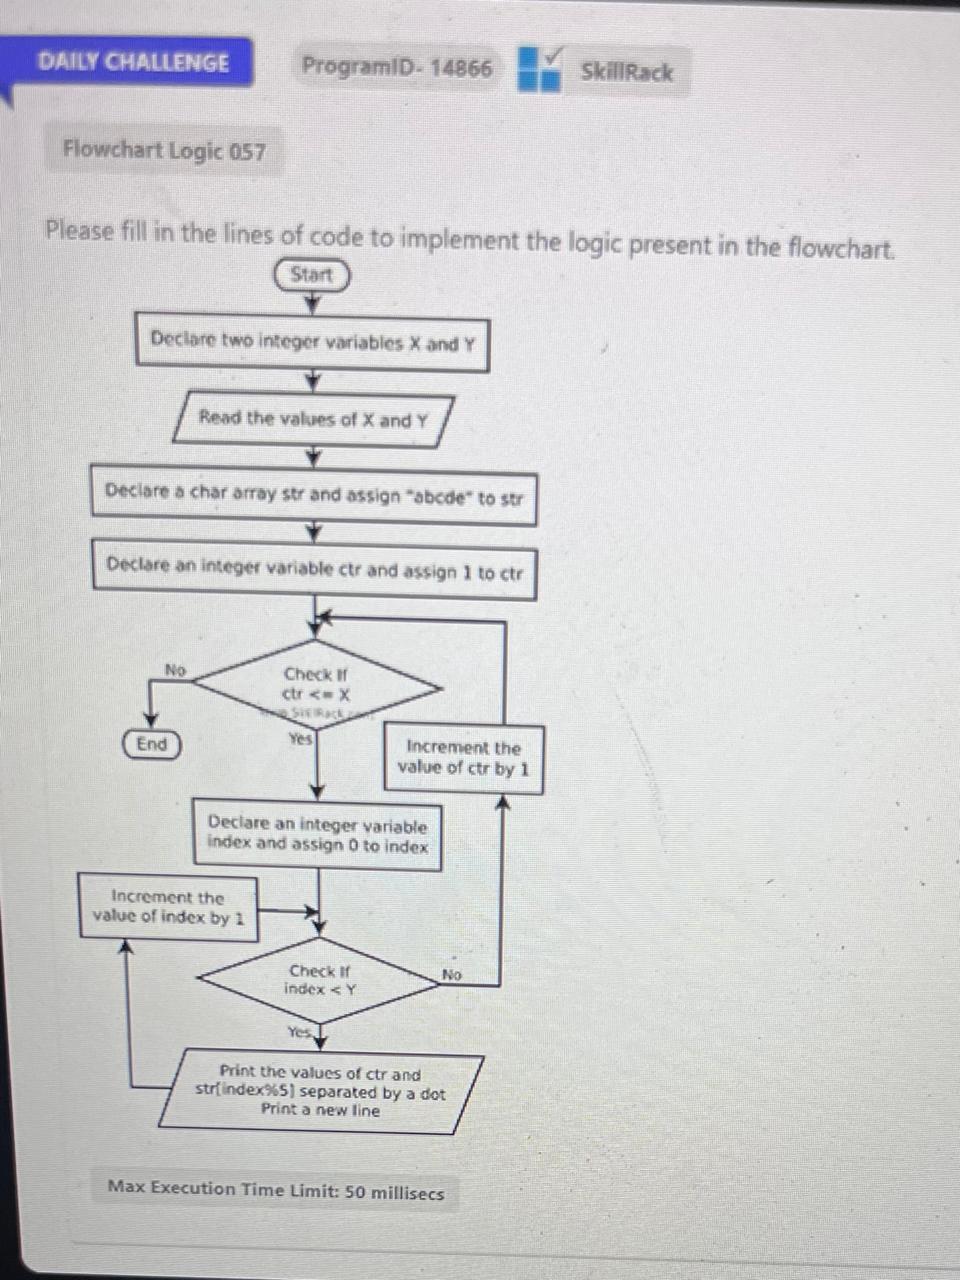 DAILY CHALLENGE
ProgramID- 14866
SkillRack
Flowchart Logic 057
Please fill in the lines of code to implement the logic present in the flowchart.
Start
Declare two integer variables X and Y
Read the values of X and Y
Declare a char array str and assign "abcde" to str
Declare an integer variable ctr and assign 1 to ctr
No
Check If
ctr <= X
SkillRack
End
Yes
Increment the
value of ctr by 1
Declare an integer variable
index and assign 0 to index
Increment the
value of index by 1
Check If
index < Y
No
Yes
Print the values of ctr and
str[index%5] separated by a dot
Print a new line
Max Execution Time Limit: 50 millisecs